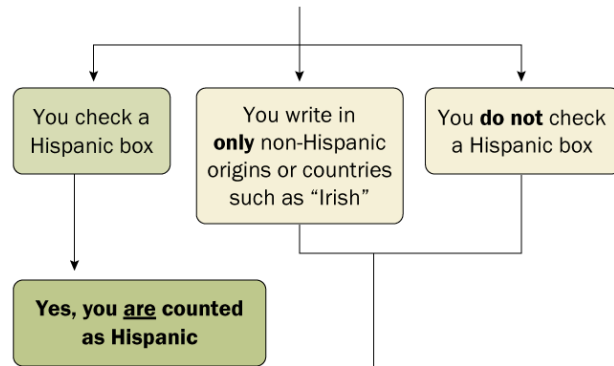 You check a
Hispanic box
You write in
only non-Hispanic
origins or countries
such as “Irish”
You do not check
a Hispanic box
Yes, you are counted
as Hispanic